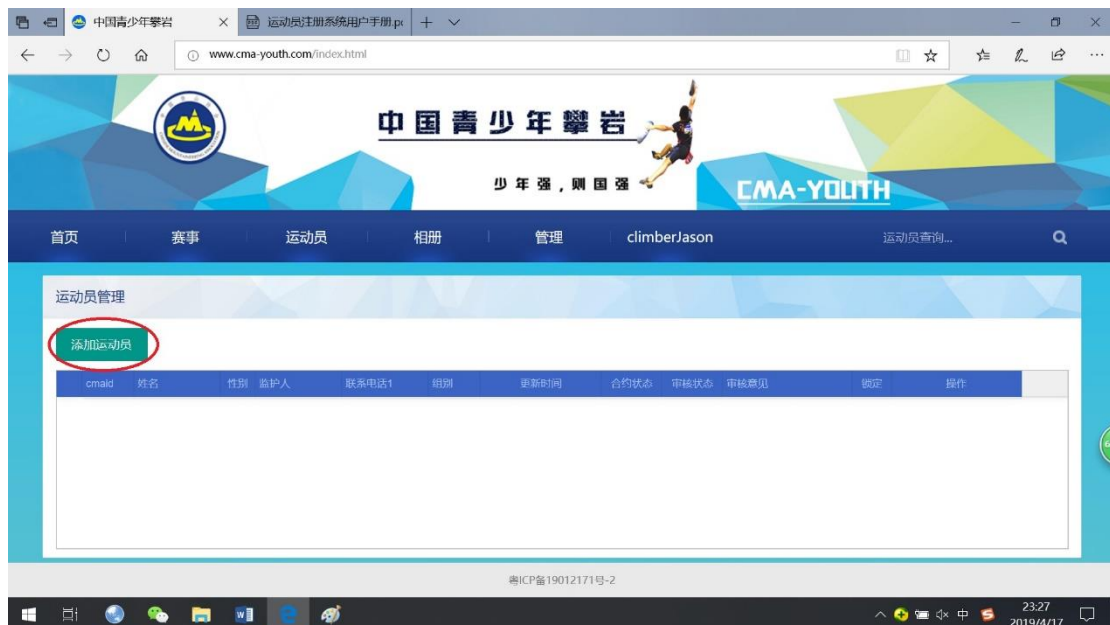 中国青少年攀岩
运动员注册系统用户手册.p
www.cma-youth.com/index.html
中国青少年攀岩
少年强,则国强
CMA-YOUTH
首页 赛事 运动员 相册 管理 climberJason 运动员查询...
运动员管理
添加运动员
cmaid 姓名 性别 监护人 联系电话1 组别 更新时间 合约状态 审核状态 审核意见 锁定 操作
粤ICP备19012171号-2
中 23:27
2019/4/17